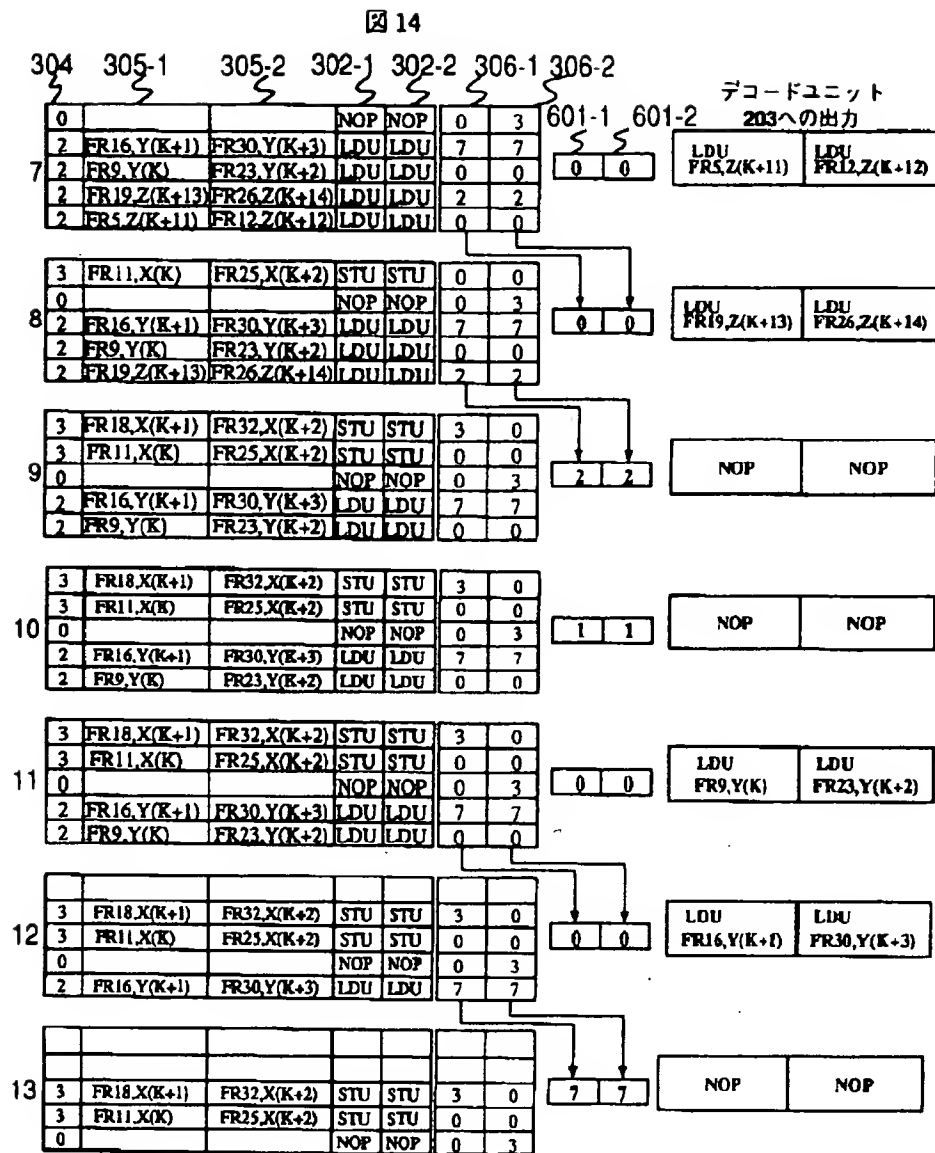 図 14
304 305-1 305-2 302-1 302-2 306-1 306-2
601-1 601-2
デコードユニット
203への出力
7
0 NOP NOP 0 3
2 FR16,Y(K+1) FR30,Y(K+3) LDU LDU 7 7
2 FR9,Y(K) FR23,Y(K+2) LDU LDU 0 0
2 FR19,Z(K+13) FR26,Z(K+14) LDU LDU 2 2
2 FR5,Z(K+11) FR12,Z(K+12) LDU LDU 0 0
0 0
LDU LDU
FR5,Z(K+11) FR12,Z(K+12)
8
3 FR11,X(K) FR25,X(K+2) STU STU 0 0
0 NOP NOP 0 3
2 FR16,Y(K+1) FR30,Y(K+3) LDU LDU 7 7
2 FR9,Y(K) FR23,Y(K+2) LDU LDU 0 0
2 FR19,Z(K+13) FR26,Z(K+14) LDU LDU 2 2
0 0
LDU LDU
FR19,Z(K+13) FR26,Z(K+14)
9
3 FR18,X(K+1) FR32,X(K+2) STU STU 3 0
3 FR11,X(K) FR25,X(K+2) STU STU 0 0
0 NOP NOP 0 3
2 FR16,Y(K+1) FR30,Y(K+3) LDU LDU 7 7
2 FR9,Y(K) FR23,Y(K+2) LDU LDU 0 0
2 2
NOP NOP
10
3 FR18,X(K+1) FR32,X(K+2) STU STU 3 0
3 FR11,X(K) FR25,X(K+2) STU STU 0 0
0 NOP NOP 0 3
2 FR16,Y(K+1) FR30,Y(K+3) LDU LDU 7 7
2 FR9,Y(K) FR23,Y(K+2) LDU LDU 0 0
1 1
NOP NOP
11
3 FR18,X(K+1) FR32,X(K+2) STU STU 3 0
3 FR11,X(K) FR25,X(K+2) STU STU 0 0
0 NOP NOP 0 3
2 FR16,Y(K+1) FR30,Y(K+3) LDU LDU 7 7
2 FR9,Y(K) FR23,Y(K+2) LDU LDU 0 0
0 0
LDU LDU
FR9,Y(K) FR23,Y(K+2)
12
3 FR18,X(K+1) FR32,X(K+2) STU STU 3 0
3 FR11,X(K) FR25,X(K+2) STU STU 0 0
0 NOP NOP 0 3
2 FR16,Y(K+1) FR30,Y(K+3) LDU LDU 7 7
0 0
LDU LDU
FR16,Y(K+1) FR30,Y(K+3)
13
3 FR18,X(K+1) FR32,X(K+2) STU STU 3 0
3 FR11,X(K) FR25,X(K+2) STU STU 0 0
0 NOP NOP 0 3
7 7
NOP NOP